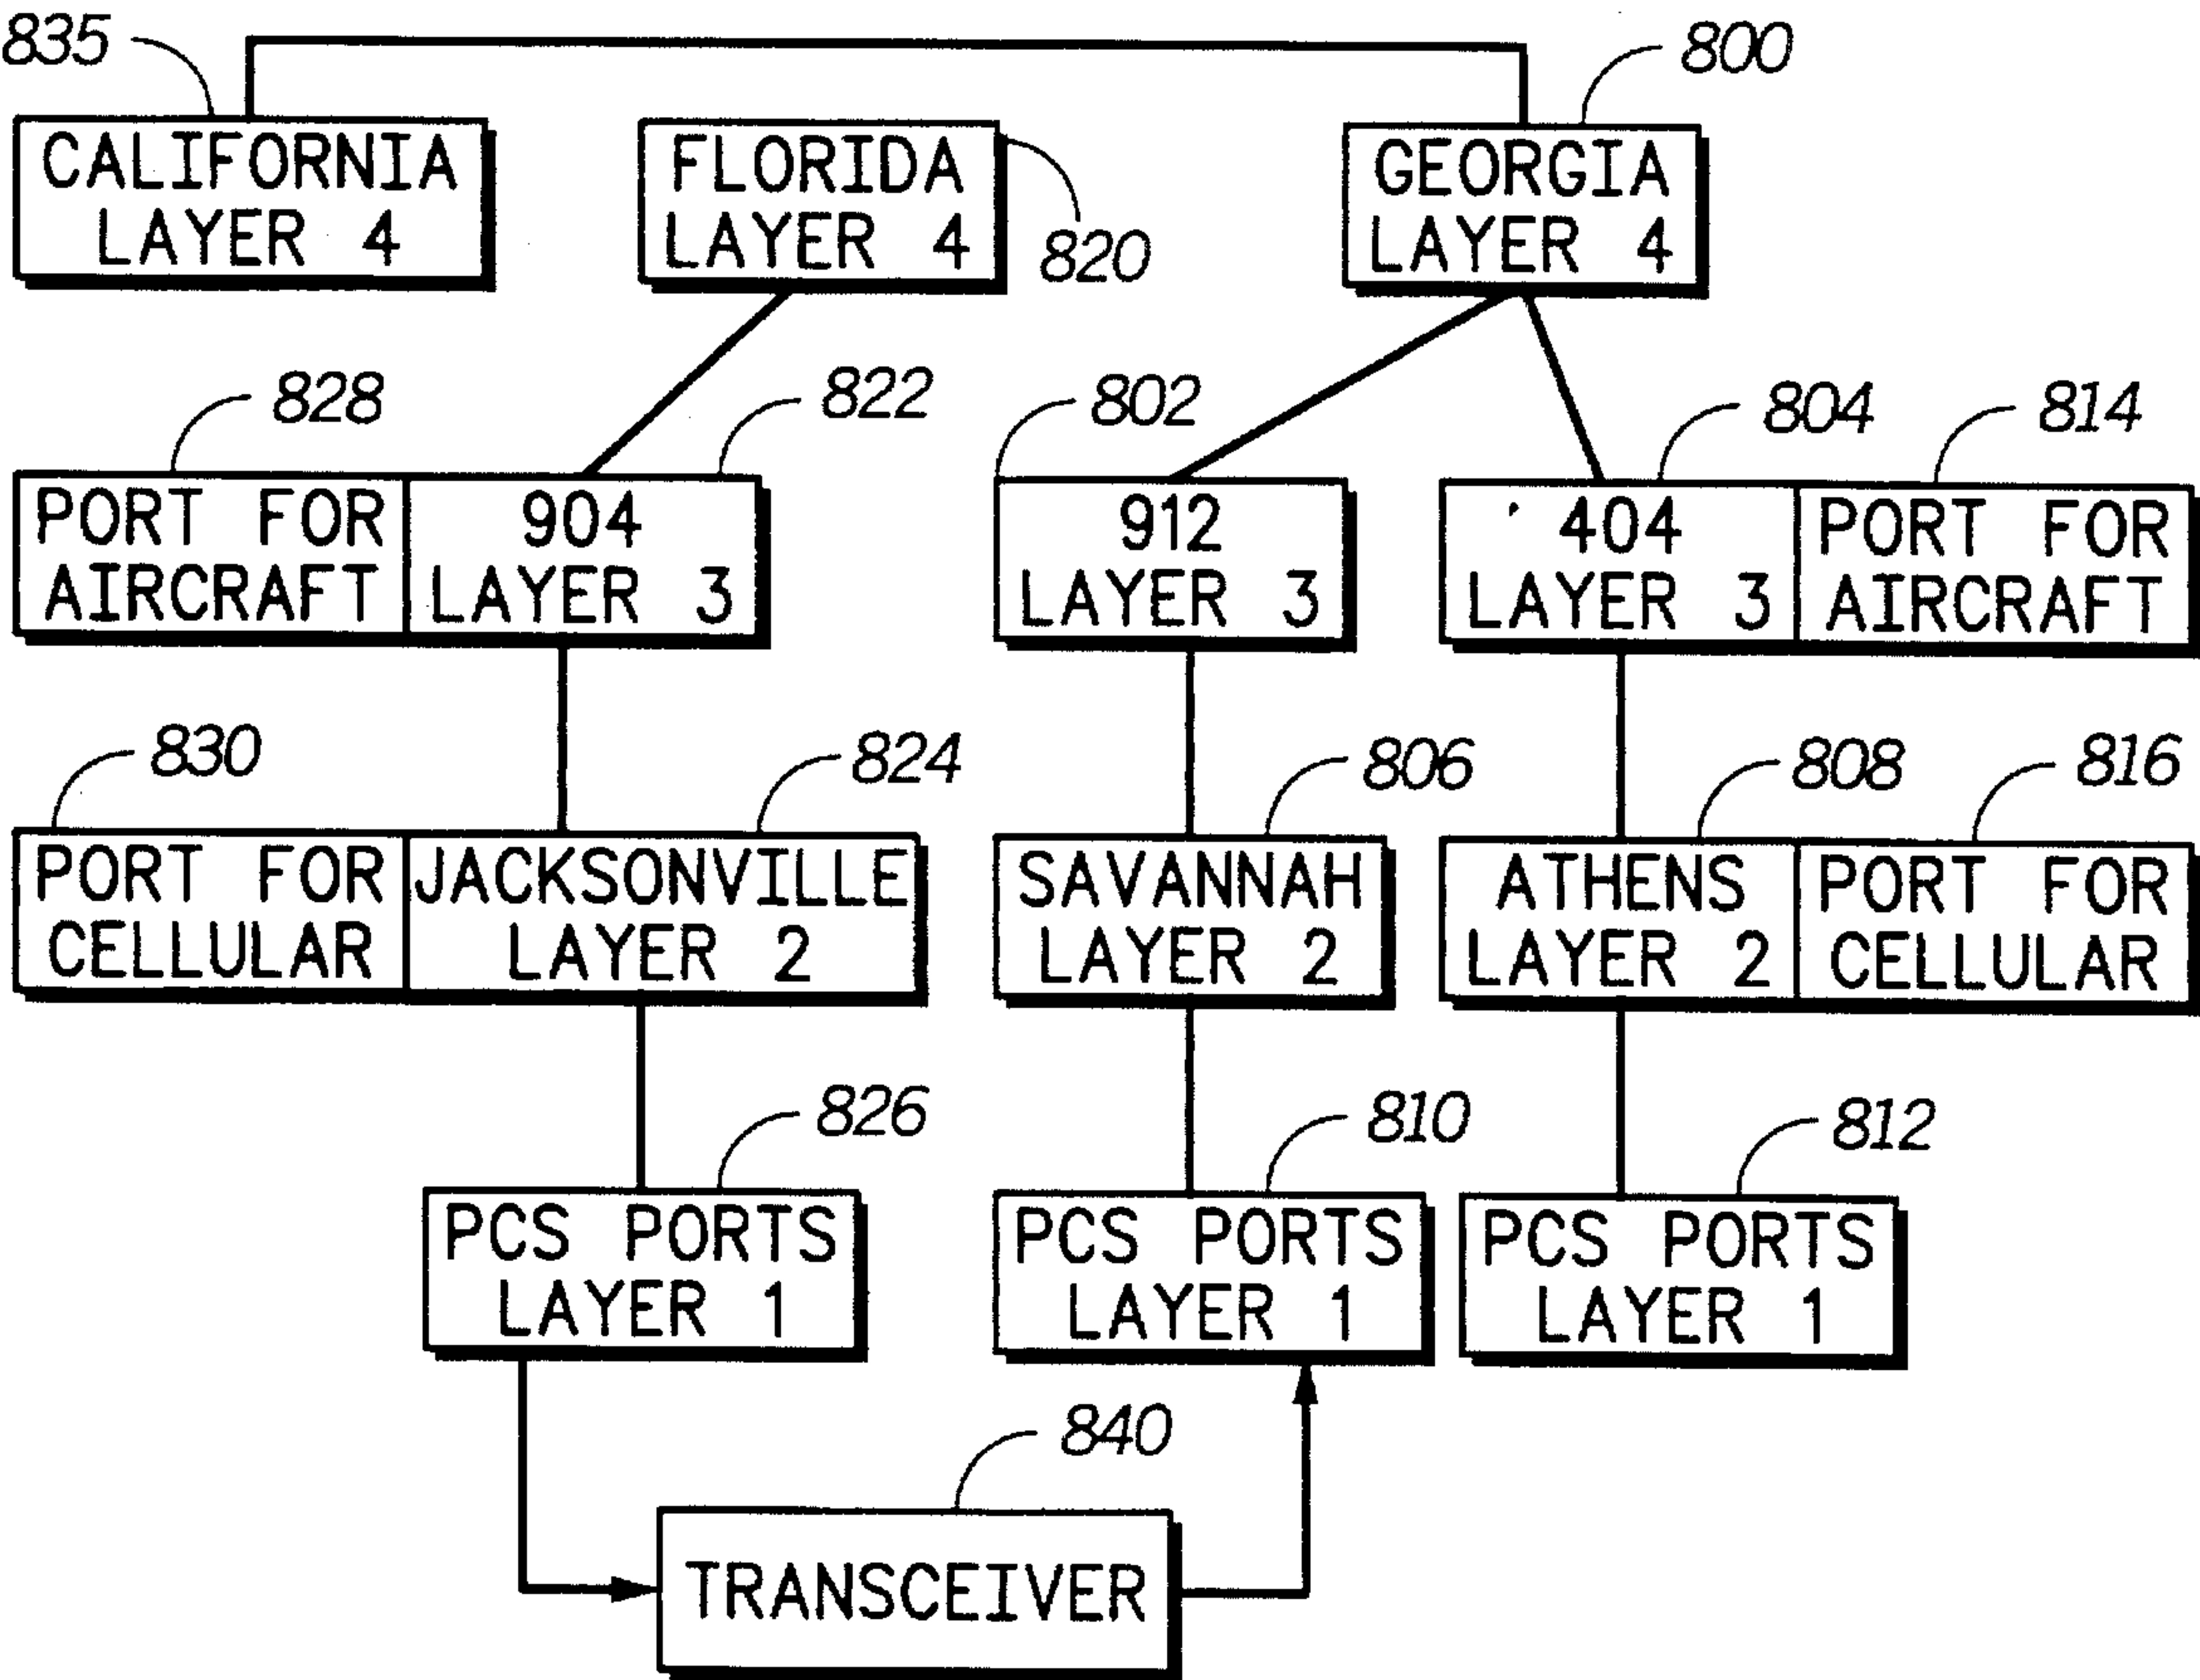 835
800
CALIFORNIA
LAYER 4
FLORIDA
LAYER 4
820
GEORGIA
LAYER 4
828
822
802
804
814
PORT FOR
AIRCRAFT
904
LAYER 3
912
LAYER 3
404
LAYER 3
PORT FOR
AIRCRAFT
830
824
806
808
816
PORT FOR
CELLULAR
JACKSONVILLE
LAYER 2
SAVANNAH
LAYER 2
ATHENS
LAYER 2
PORT FOR
CELLULAR
826
810
812
PCS PORTS
LAYER 1
PCS PORTS
LAYER 1
PCS PORTS
LAYER 1
840
TRANSCEIVER